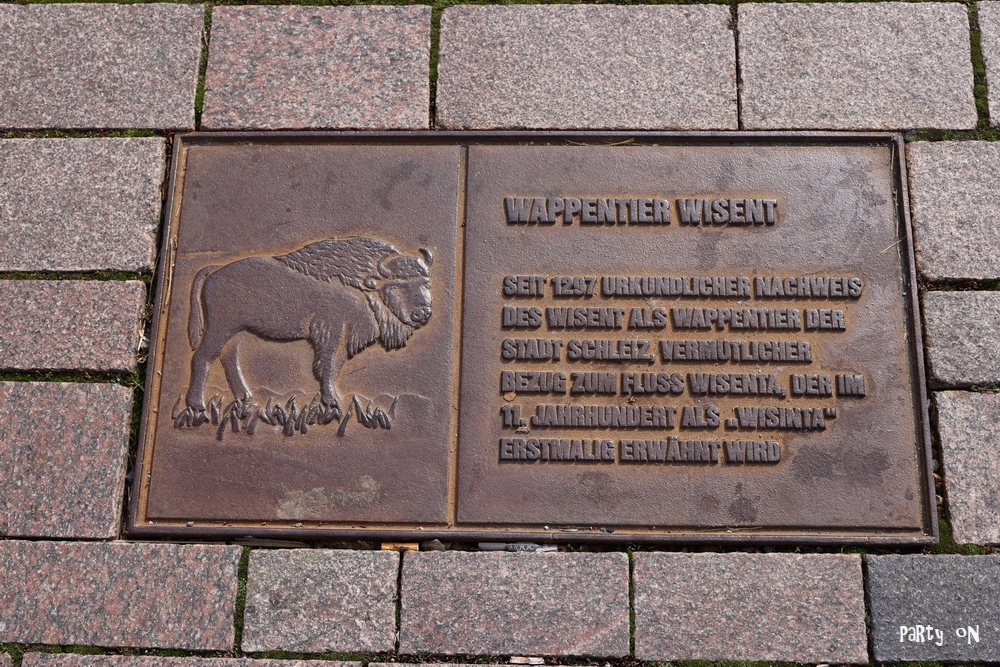 WAPPENTIER WISENT
SEIT 1297 URKUNDLICHER NACHWEIS
DES WISENT ALS WAPPENTIER DER
STADT SCHLEIZ, VERMUTLICHER
BEZUG ZUM FLUSS WISENTA, DER IM
11. JAHRHUNDERT ALS „WISINTA“
ERSTMALIG ERWÄHNT WIRD
PaRty oN